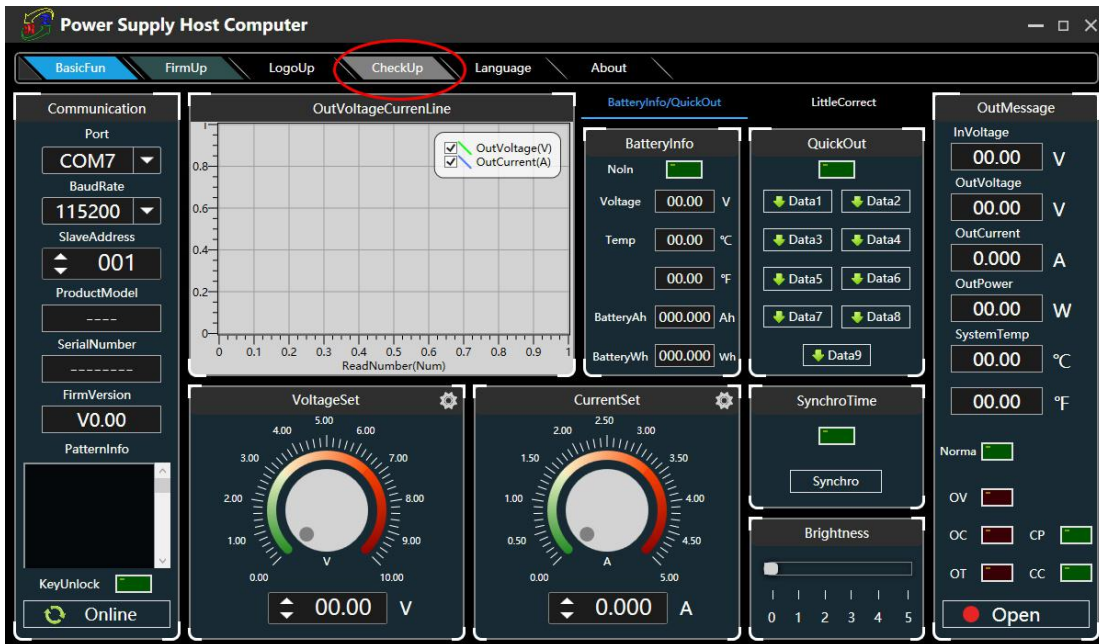 Power Supply Host Computer
BasicFun FirmUp LogoUp CheckUp Language About
Communication
Port
COM7
BaudRate
115200
SlaveAddress
001
ProductModel
----
SerialNumber
--------
FirmVersion
V0.00
PatternInfo
KeyUnlock
Online
OutVoltageCurrenLine
OutVoltage(V)
OutCurrent(A)
1
0.8
0.6
0.4
0.2
0
0 0.1 0.2 0.3 0.4 0.5 0.6 0.7 0.8 0.9 1
ReadNumber(Num)
VoltageSet
0.00 1.00 2.00 3.00 4.00 5.00 6.00 7.00 8.00 9.00 10.00
V
00.00 V
CurrentSet
0.00 0.50 1.00 1.50 2.00 2.50 3.00 3.50 4.00 4.50 5.00
A
0.000 A
BatteryInfo/QuickOut LittleCorrect
BatteryInfo
NoIn
Voltage 00.00 V
Temp 00.00 ℃
00.00 ℉
BatteryAh 000.000 Ah
BatteryWh 000.000 Wh
QuickOut
Data1 Data2
Data3 Data4
Data5 Data6
Data7 Data8
Data9
SynchroTime
Synchro
Brightness
0 1 2 3 4 5
OutMessage
InVoltage
00.00 V
OutVoltage
00.00 V
OutCurrent
0.000 A
OutPower
00.00 W
SystemTemp
00.00 ℃
00.00 ℉
Norma
OV
OC CP
OT CC
Open